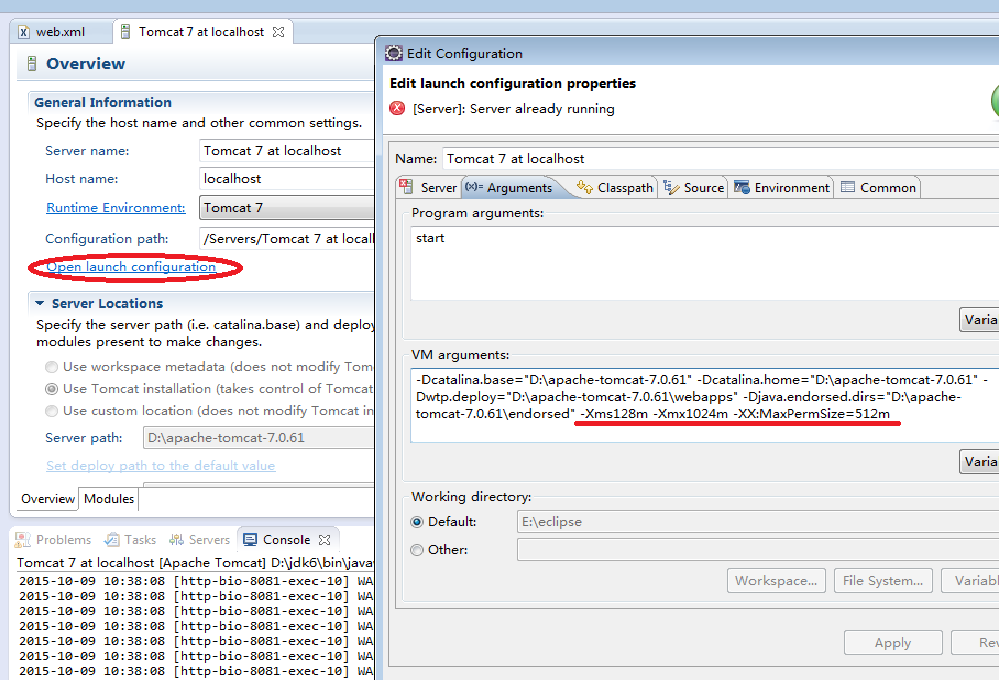 web.xml
Tomcat 7 at localhost
Overview
General Information
Specify the host name and other common settings.
Server name:
Tomcat 7 at localhost
Host name:
localhost
Runtime Environment:
Tomcat 7
Configuration path:
/Servers/Tomcat 7 at local
Open launch configuration
Server Locations
Specify the server path (i.e. catalina.base) and deploy
modules present to make changes.
Use workspace metadata (does not modify Tom
Use Tomcat installation (takes control of Tomcat
Use custom location (does not modify Tomcat in
Server path:
D:\apache-tomcat-7.0.61
Set deploy path to the default value
Overview
Modules
Problems
Tasks
Servers
Console
Tomcat 7 at localhost [Apache Tomcat] D:\jdk6\bin\java
2015-10-09 10:38:08 [http-bio-8081-exec-10] WA
2015-10-09 10:38:08 [http-bio-8081-exec-10] WA
2015-10-09 10:38:08 [http-bio-8081-exec-10] WA
2015-10-09 10:38:08 [http-bio-8081-exec-10] WA
2015-10-09 10:38:08 [http-bio-8081-exec-10] WA
2015-10-09 10:38:08 [http-bio-8081-exec-10] WA
2015-10-09 10:38:08 [http-bio-8081-exec-10] WA
Edit Configuration
Edit launch configuration properties
[Server]: Server already running
Name:
Tomcat 7 at localhost
Server
(x)= Arguments
Classpath
Source
Environment
Common
Program arguments:
start
Varia
VM arguments:
-Dcatalina.base="D:\apache-tomcat-7.0.61" -Dcatalina.home="D:\apache-tomcat-7.0.61" -
Dwtp.deploy="D:\apache-tomcat-7.0.61\webapps" -Djava.endorsed.dirs="D:\apache-
tomcat-7.0.61\endorsed" -Xms128m -Xmx1024m -XX:MaxPermSize=512m
Varia
Working directory:
Default:
E:\eclipse
Other:
Workspace...
File System...
Variabl
Apply
Rev